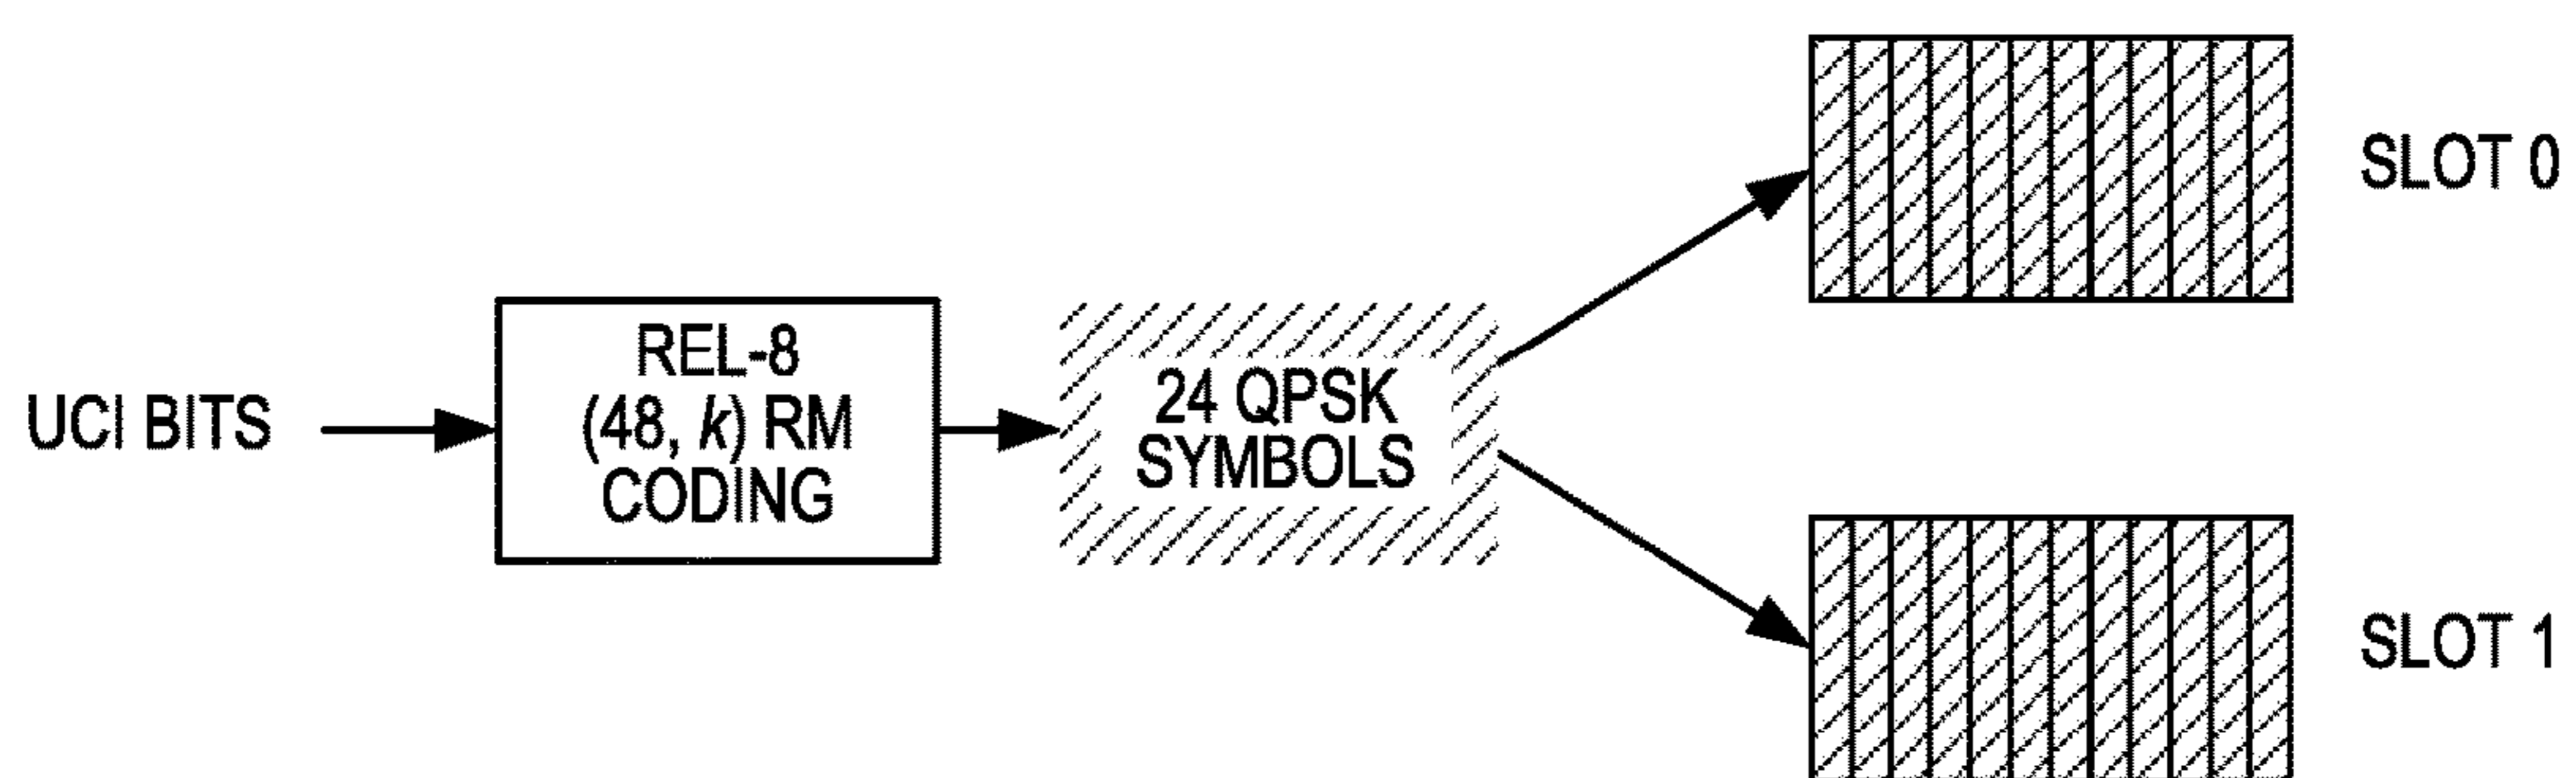 UCI BITS
REL-8
(48, k) RM
CODING
24 QPSK
SYMBOLS
SLOT 0
SLOT 1